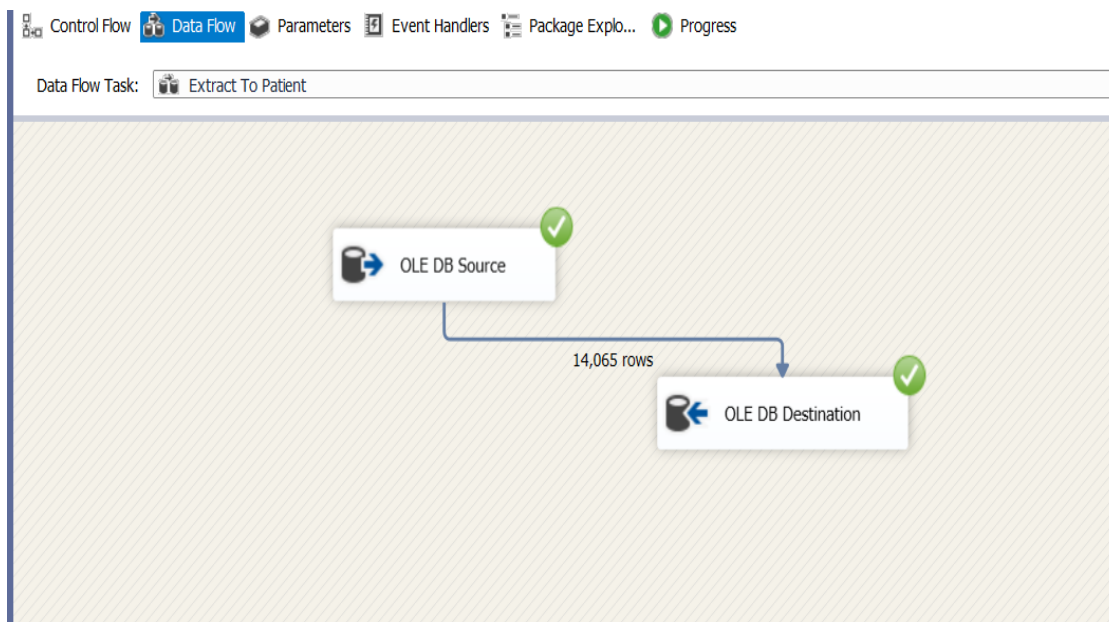 Control Flow Data Flow Parameters Event Handlers Package Explo... Progress
Data Flow Task: Extract To Patient
OLE DB Source
14,065 rows
OLE DB Destination